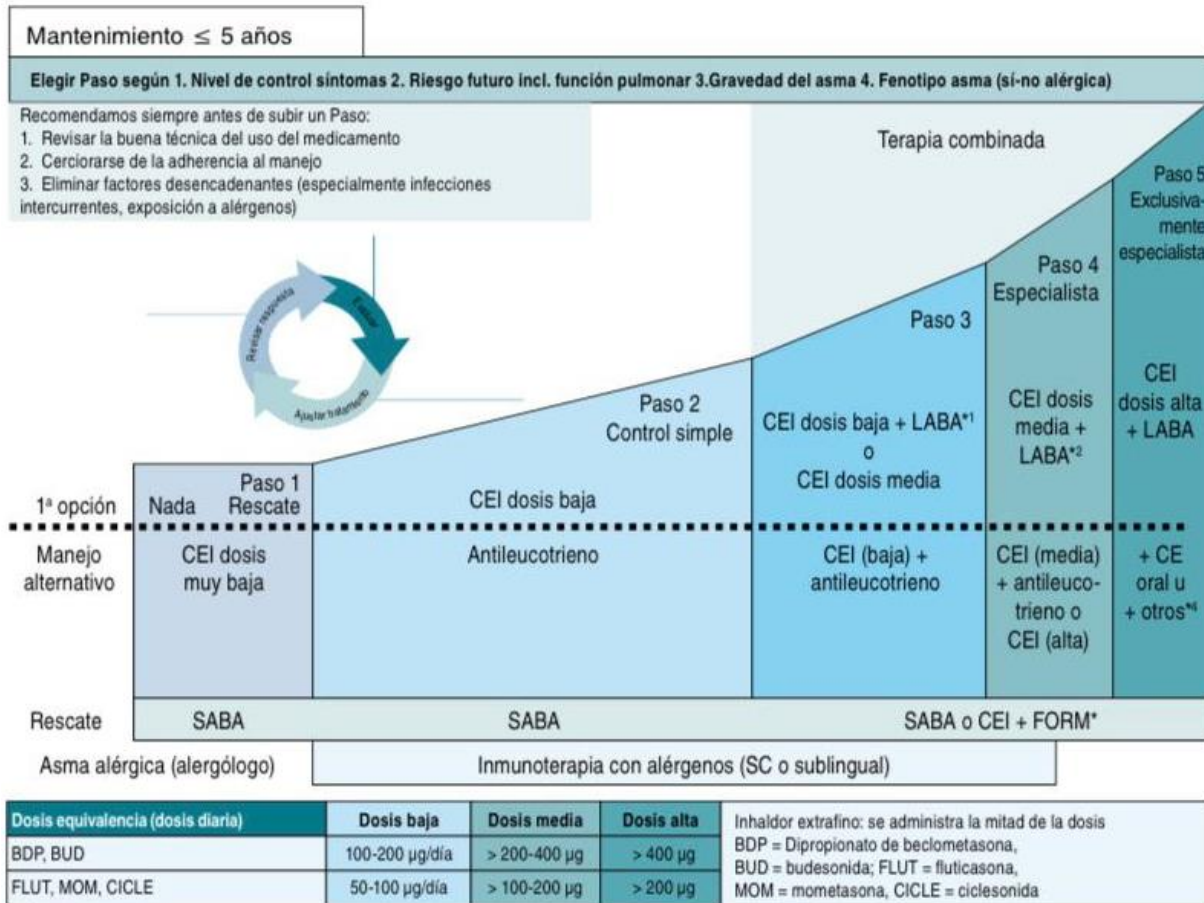 Mantenimiento ≤ 5 años
Elegir Paso según 1. Nivel de control síntomas 2. Riesgo futuro incl. función pulmonar 3.Gravedad del asma 4. Fenotipo asma (sí-no alérgica)
Recomendamos siempre antes de subir un Paso:
1. Revisar la buena técnica del uso del medicamento
2. Cerciorarse de la adherencia al manejo
3. Eliminar factores desencadenantes (especialmente infecciones
intercurrentes, exposición a alérgenos)
Terapia combinada
Revisar respuesta
Evaluar
Ajustar tratamiento
Paso 1
Rescate
Nada
Paso 2
Control simple
CEI dosis baja
Paso 3
CEI dosis baja + LABA*1
o
CEI dosis media
Paso 4
Especialista
CEI dosis
media +
LABA*2
Paso 5
Exclusiva-
mente
especialista
CEI
dosis alta
+ LABA
1ª opción
Manejo
alternativo
CEI dosis
muy baja
Antileucotrieno
CEI (baja) +
antileucotrieno
CEI (media)
+ antileuco-
trieno o
CEI (alta)
+ CE
oral u
+ otros*6
Rescate
SABA
SABA
SABA o CEI + FORM*
Asma alérgica (alergólogo)
Inmunoterapia con alérgenos (SC o sublingual)
Dosis equivalencia (dosis diaria) Dosis baja Dosis media Dosis alta
BDP, BUD 100-200 µg/día > 200-400 µg > 400 µg
FLUT, MOM, CICLE 50-100 µg/día > 100-200 µg > 200 µg
Inhaldor extrafino: se administra la mitad de la dosis
BDP = Dipropionato de beclometasona,
BUD = budesonida; FLUT = fluticasona,
MOM = mometasona, CICLE = ciclesonida